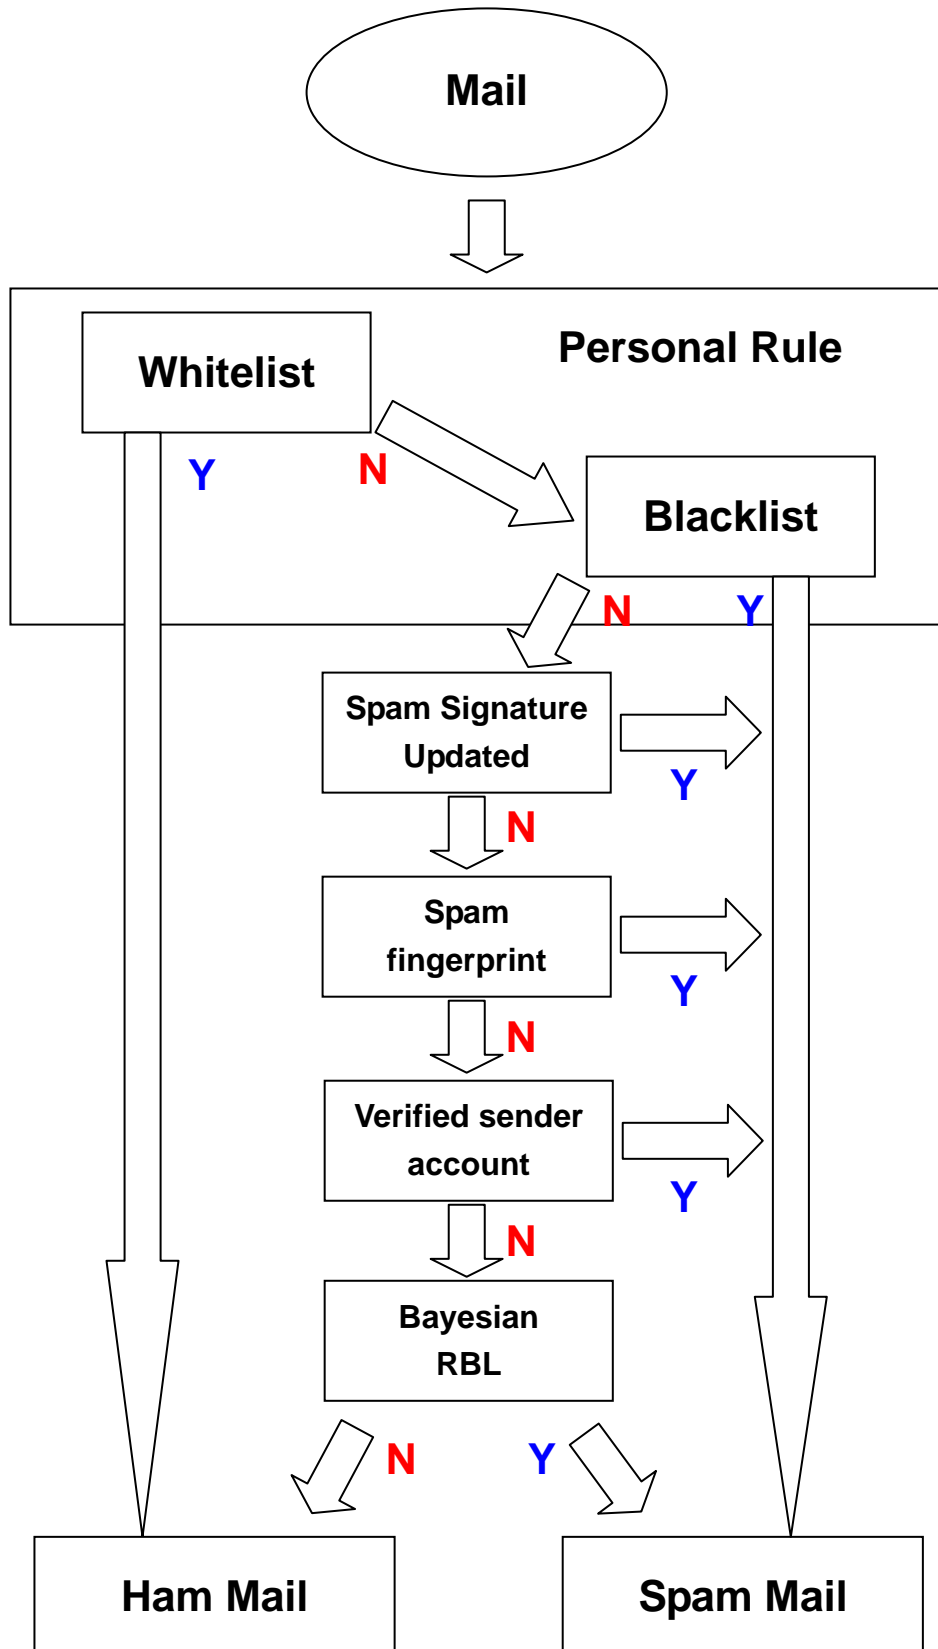 Mail
Personal Rule
Whitelist
Y
N
Blacklist
N
Y
Spam Signature
Updated
Y
N
Spam
fingerprint
Y
N
Verified sender
account
Y
N
Bayesian
RBL
N
Y
Ham Mail
Spam Mail